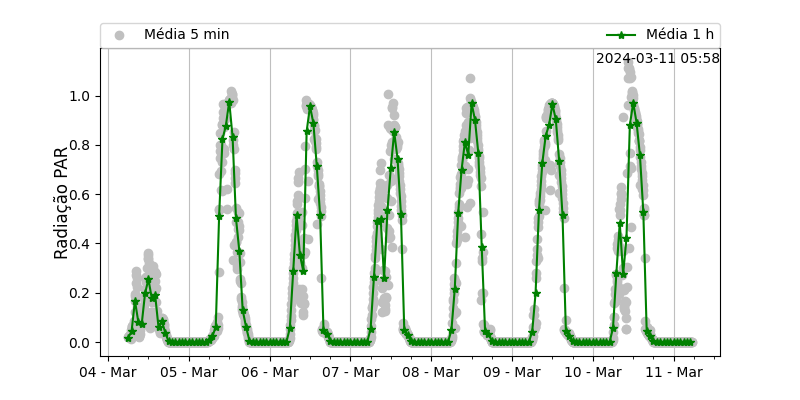 Média 5 min
Média 1 h
2024-03-11 05:58
Radiação PAR
1.0
0.8
0.6
0.4
0.2
0.0
04 - Mar
05 - Mar
06 - Mar
07 - Mar
08 - Mar
09 - Mar
10 - Mar
11 - Mar